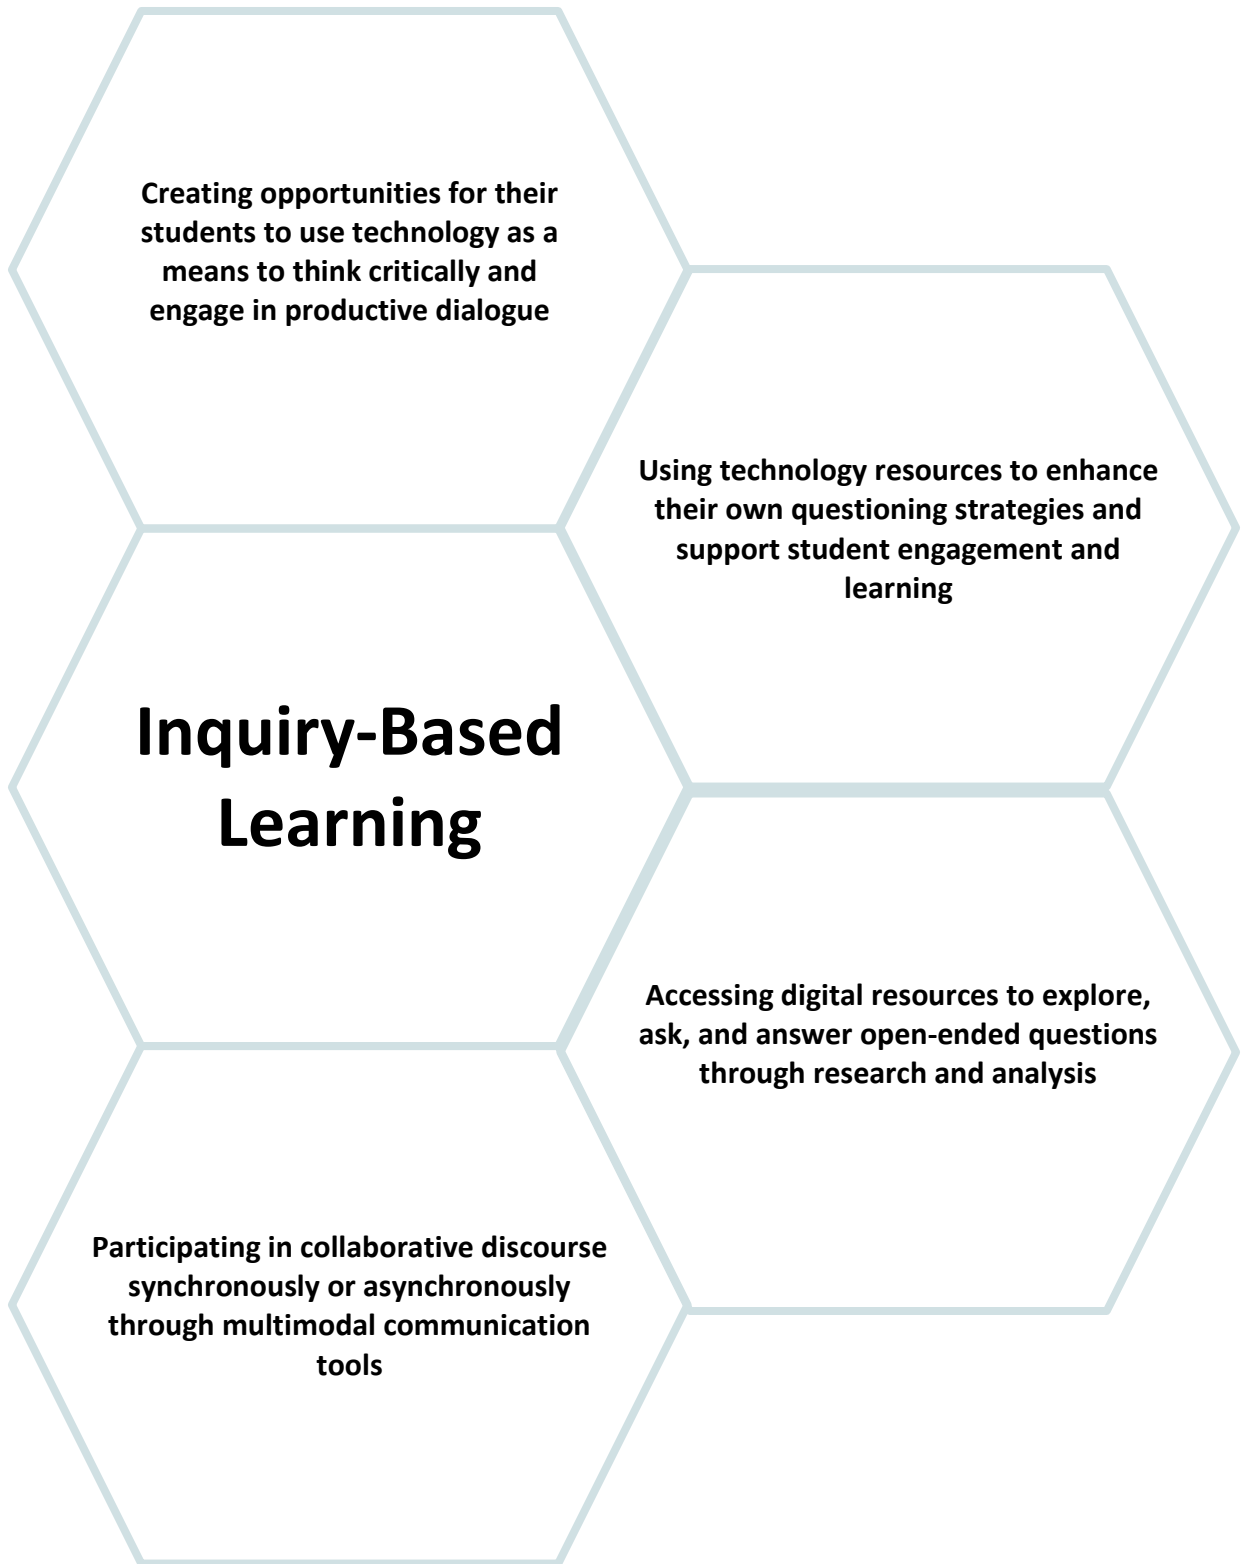 Creating opportunities for their
students to use technology as a
means to think critically and
engage in productive dialogue
Using technology resources to enhance
their own questioning strategies and
support student engagement and
learning
Inquiry-Based
Learning
Accessing digital resources to explore,
ask, and answer open-ended questions
through research and analysis
Participating in collaborative discourse
synchronously or asynchronously
through multimodal communication
tools